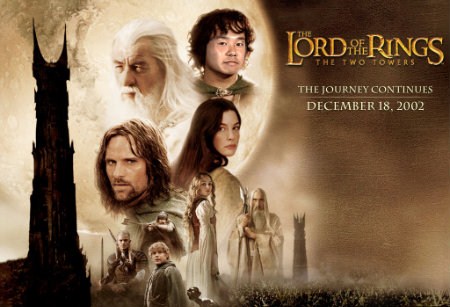 THE LORD OF THE RINGS
THE TWO TOWERS
THE JOURNEY CONTINUES
DECEMBER 18, 2002